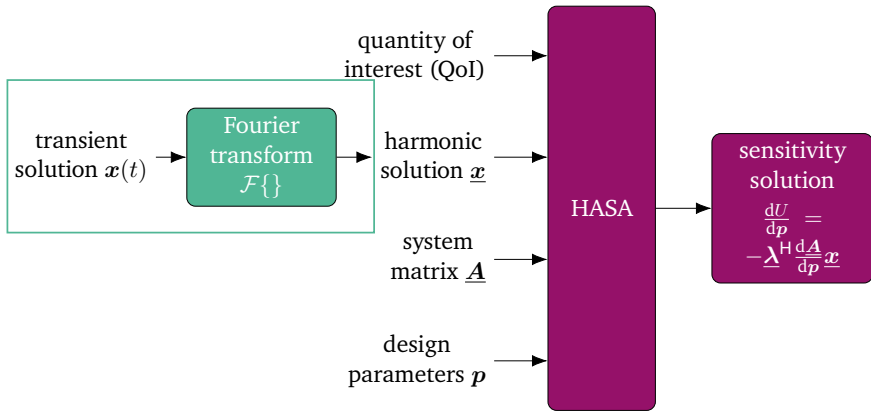 quantity of
interest (QoI)
transient
solution x(t)
Fourier
transform
ℱ{}
harmonic
solution x̲
system
matrix A̲
design
parameters p
HASA
sensitivity
solution
dU/dp =
−λ̲ᴴ dA̲/dp x̲